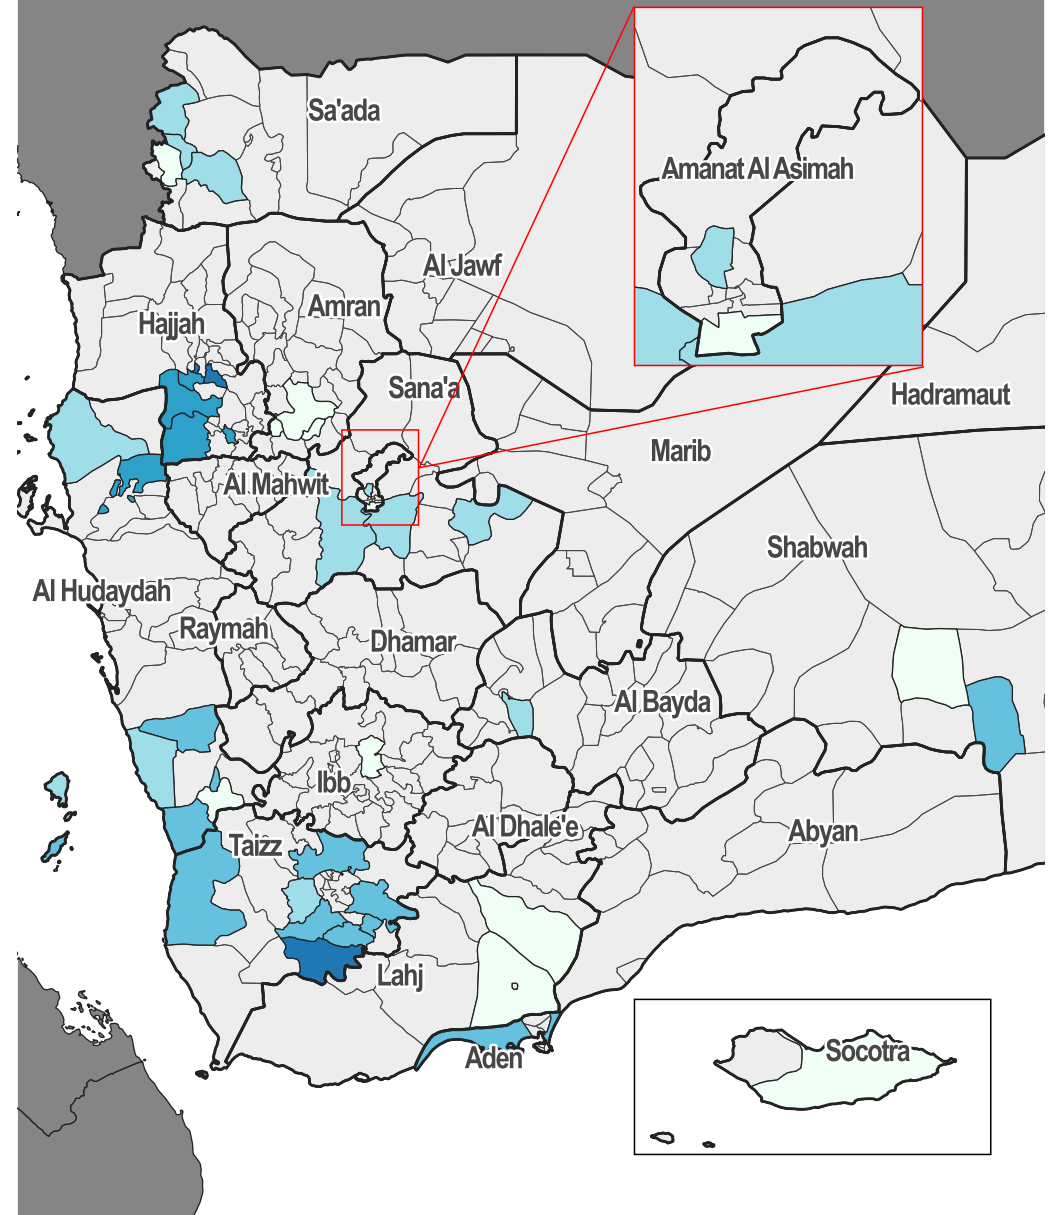 Sa'ada
Amanat Al Asimah
Al Jawf
Amran
Hajjah
Sana'a
Hadramaut
Marib
Al Mahwit
Shabwah
Al Hudaydah
Raymah
Dhamar
Al Bayda
Ibb
Al Dhale'e
Abyan
Taizz
Lahj
Aden
Socotra